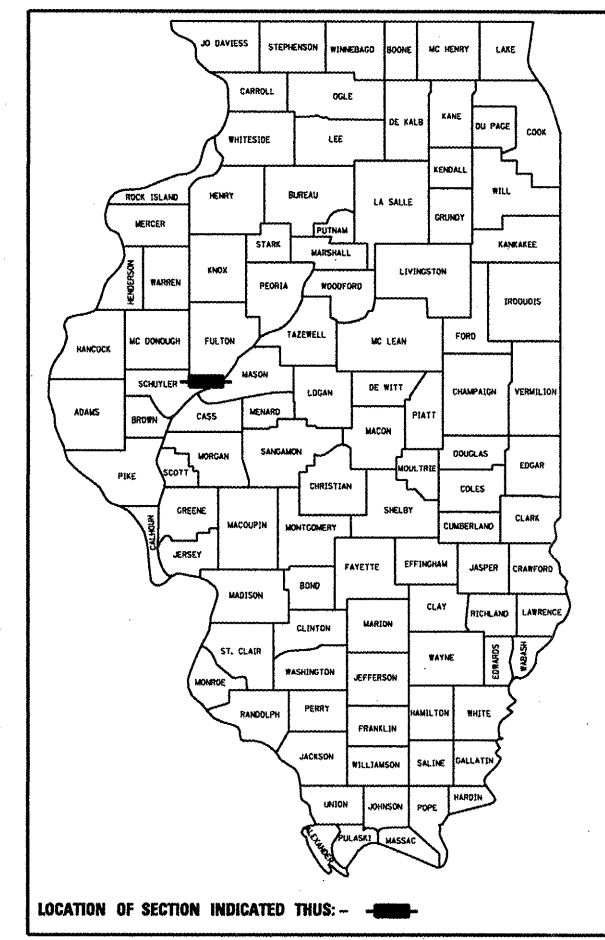 JO DAVIESS STEPHENSON WINNEBAGO BOONE MC HENRY LAKE
CARROLL OGLE DE KALB KANE DU PAGE COOK
WHITESIDE LEE KENDALL WILL
ROCK ISLAND HENRY BUREAU LA SALLE GRUNDY
MERCER PUTNAM KANKAKEE
STARK MARSHALL
HENDERSON WARREN KNOX PEORIA WOODFORD LIVINGSTON IROQUOIS
HANCOCK MC DONOUGH FULTON TAZEWELL MC LEAN FORD
SCHUYLER MASON LOGAN DE WITT CHAMPAIGN VERMILION
ADAMS BROWN CASS MENARD MACON PIATT
PIKE SCOTT MORGAN SANGAMON MOULTRIE DOUGLAS EDGAR
CHRISTIAN COLES
CALHOUN GREENE MACOUPIN MONTGOMERY SHELBY CUMBERLAND CLARK
JERSEY FAYETTE EFFINGHAM JASPER CRAWFORD
MADISON BOND CLAY RICHLAND LAWRENCE
CLINTON MARION
ST. CLAIR WAYNE EDWARDS WABASH
MONROE WASHINGTON JEFFERSON
RANDOLPH PERRY HAMILTON WHITE
FRANKLIN
JACKSON WILLIAMSON SALINE GALLATIN
UNION JOHNSON POPE HARDIN
ALEXANDER PULASKI MASSAC
LOCATION OF SECTION INDICATED THUS: –